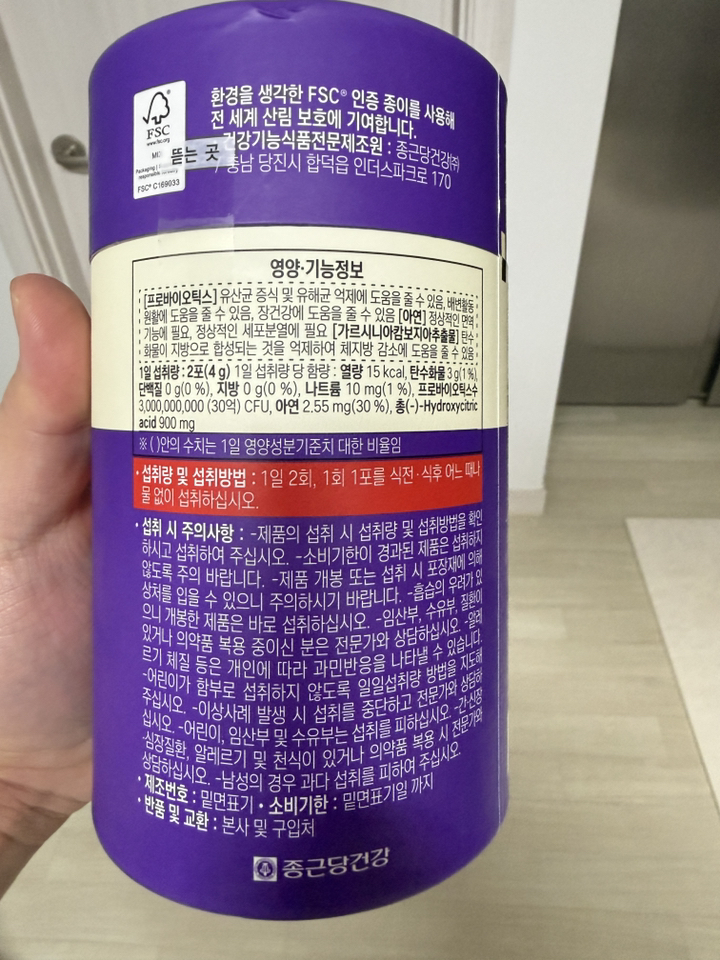 환경을 생각한 FSC® 인증 종이를 사용해
전 세계 산림 보호에 기여합니다.
건강기능식품전문제조원 : 종근당건강㈜
/ 충남 당진시 합덕읍 인더스파크로 170
FSC
www.fsc.org
뜯는 곳
FSC® C169033
영양·기능정보
[프로바이오틱스] 유산균 증식 및 유해균 억제에 도움을 줄 수 있음, 배변활동
원활에 도움을 줄 수 있음, 장건강에 도움을 줄 수 있음 [아연] 정상적인 면역
기능에 필요, 정상적인 세포분열에 필요 [가르시니아캄보지아추출물] 탄수
화물이 지방으로 합성되는 것을 억제하여 체지방 감소에 도움을 줄 수 있음
1일 섭취량 : 2포(4 g) 1일 섭취량 당 함량 : 열량 15 kcal, 탄수화물 3 g(1 %),
단백질 0 g(0 %), 지방 0 g(0 %), 나트륨 10 mg(1 %), 프로바이오틱스수
3,000,000,000 (30억) CFU, 아연 2.55 mg(30 %), 총(-)-Hydroxycitric
acid 900 mg
※ ( )안의 수치는 1일 영양성분기준치 대한 비율임
• 섭취량 및 섭취방법 : 1일 2회, 1회 1포를 식전·식후 어느 때나
물 없이 섭취하십시오.
• 섭취 시 주의사항 : -제품의 섭취 시 섭취량 및 섭취방법을 확인
하시고 섭취하여 주십시오. -소비기한이 경과된 제품은 섭취하지
않도록 주의 바랍니다. -제품 개봉 또는 섭취 시 포장재에 의해
상처를 입을 수 있으니 주의하시기 바랍니다. -흡습의 우려가 있
으니 개봉한 제품은 바로 섭취하십시오. -임산부, 수유부, 질환이
있거나 의약품 복용 중이신 분은 전문가와 상담하십시오. -알레
르기 체질 등은 개인에 따라 과민반응을 나타낼 수 있습니다.
-어린이가 함부로 섭취하지 않도록 일일섭취량 방법을 지도해
주십시오. -이상사례 발생 시 섭취를 중단하고 전문가와 상담하
십시오. -어린이, 임산부 및 수유부는 섭취를 피하십시오. -간·신장
·심장질환, 알레르기 및 천식이 있거나 의약품 복용 시 전문가와
상담하십시오. -남성의 경우 과다 섭취를 피하여 주십시오.
• 제조번호 : 밑면표기 • 소비기한 : 밑면표기일 까지
• 반품 및 교환 : 본사 및 구입처
종근당건강